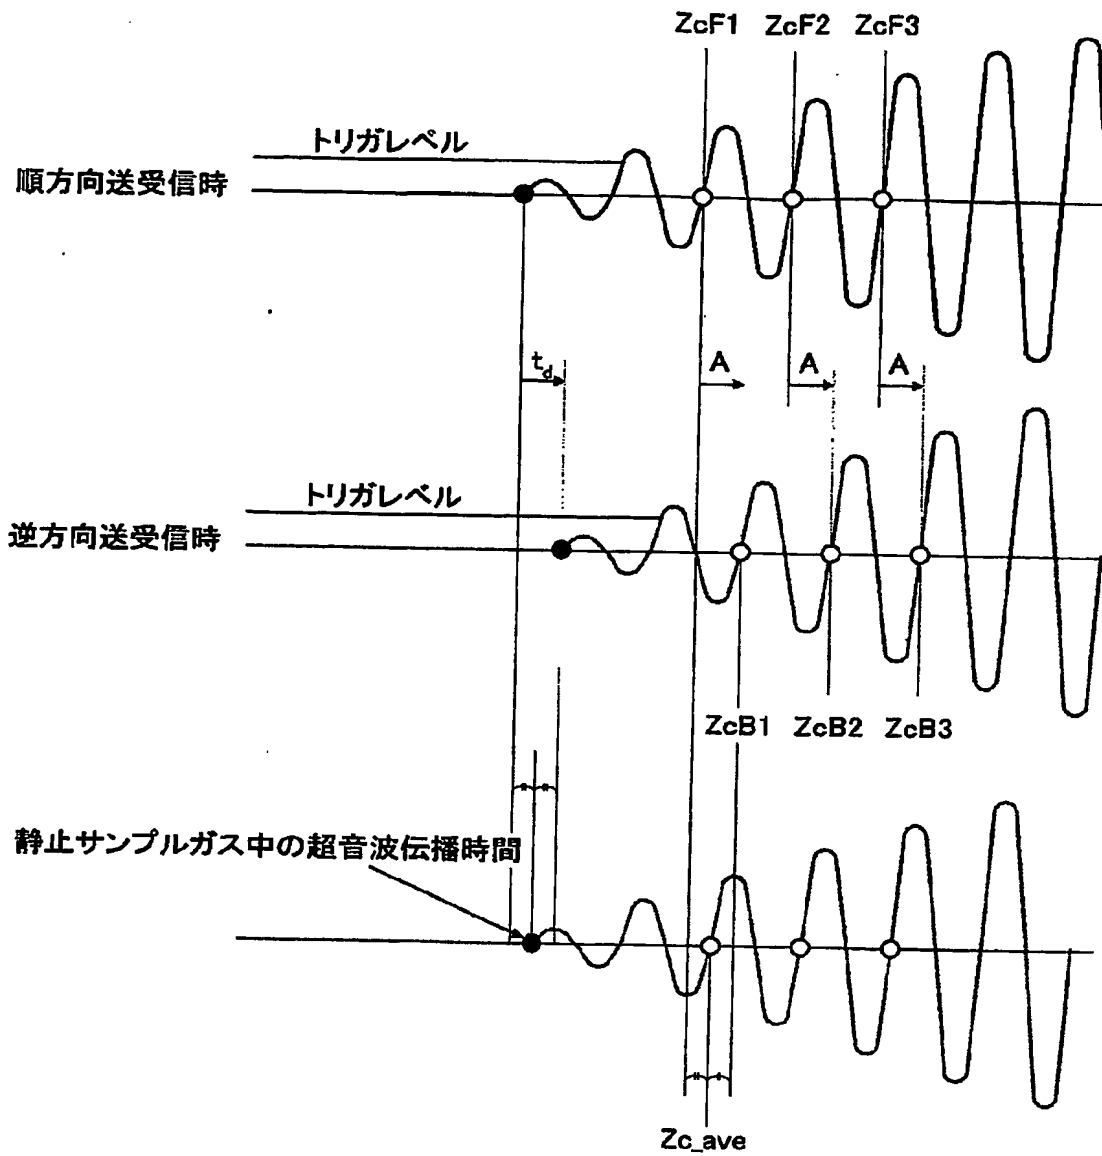 ZcF1 ZcF2 ZcF3
トリガレベル
順方向送受信時
td A A A
トリガレベル
逆方向送受信時
ZcB1 ZcB2 ZcB3
静止サンプルガス中の超音波伝播時間
Zc_ave